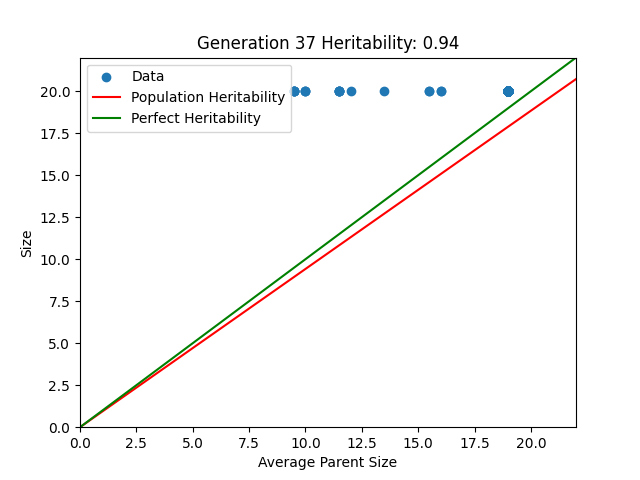 Generation 37 Heritability: 0.94
Data
Population Heritability
Perfect Heritability
20.0
17.5
15.0
12.5
10.0
7.5
5.0
2.5
0.0
Size
0.0 2.5 5.0 7.5 10.0 12.5 15.0 17.5 20.0
Average Parent Size